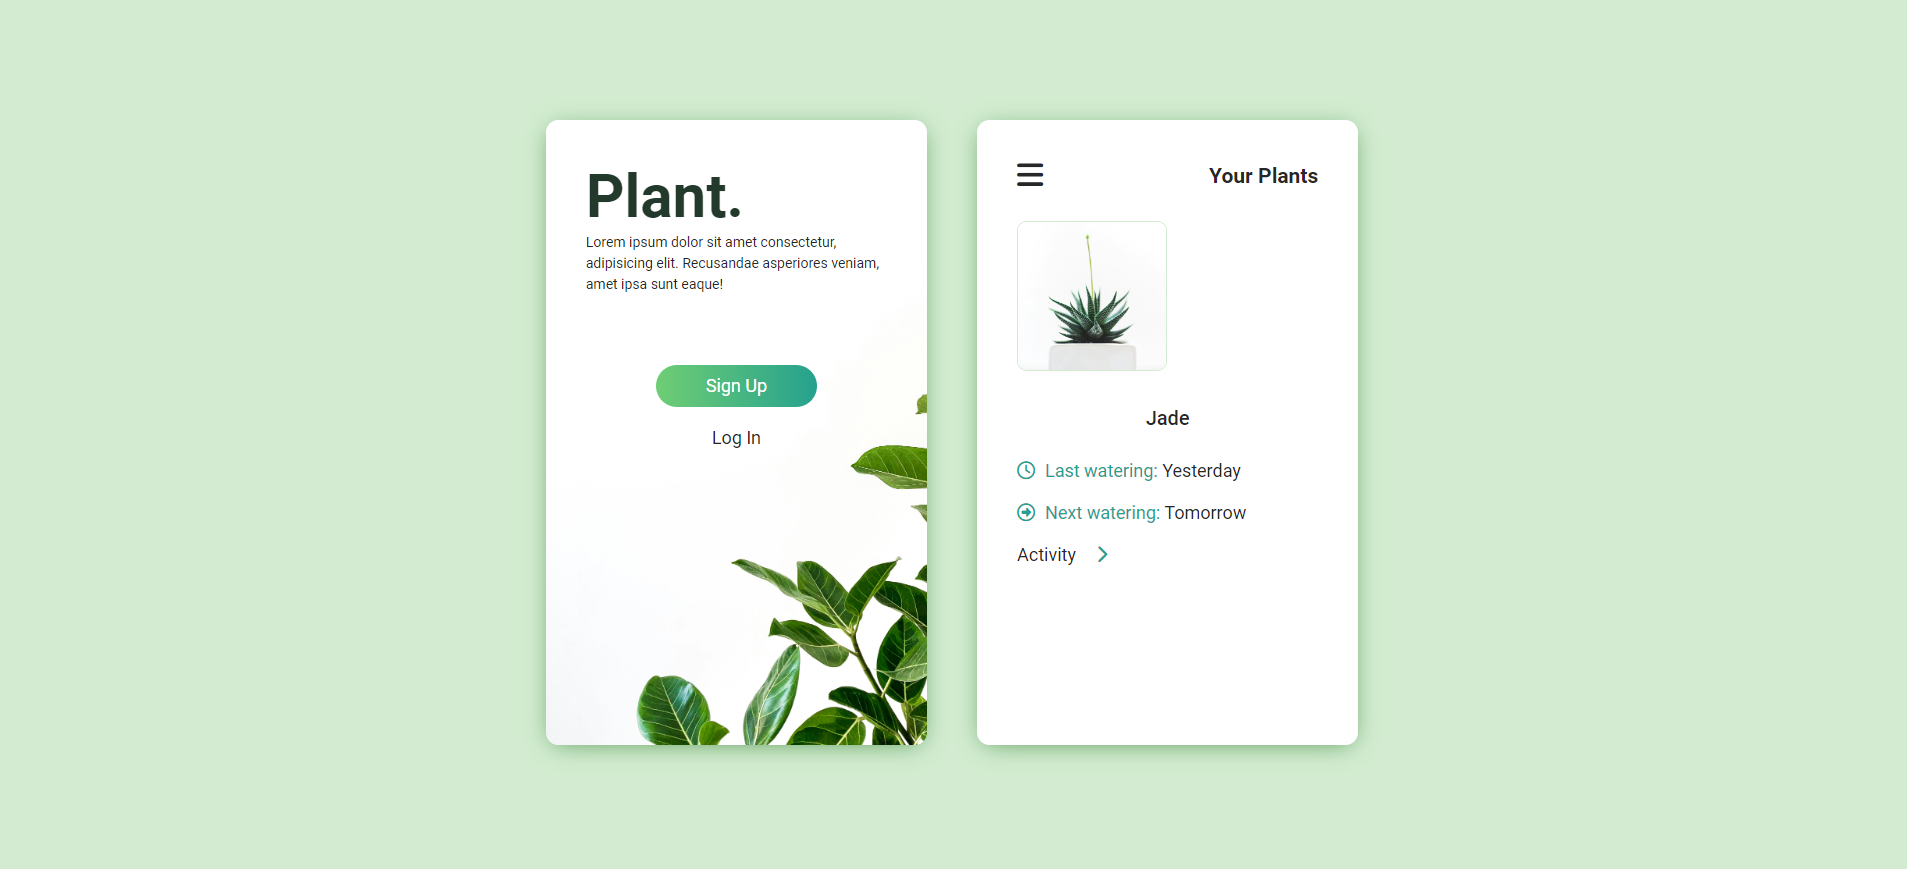 Plant.
Lorem ipsum dolor sit amet consectetur,
adipisicing elit. Recusandae asperiores veniam,
amet ipsa sunt eaque!
Sign Up
Log In
Your Plants
Jade
Last watering: Yesterday
Next watering: Tomorrow
Activity